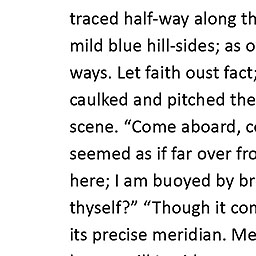 traced half-way along th
mild blue hill-sides; as o
ways. Let faith oust fact;
caulked and pitched the
scene. “Come aboard, c
seemed as if far over fro
here; I am buoyed by br
thyself?” “Though it con
its precise meridian. Me